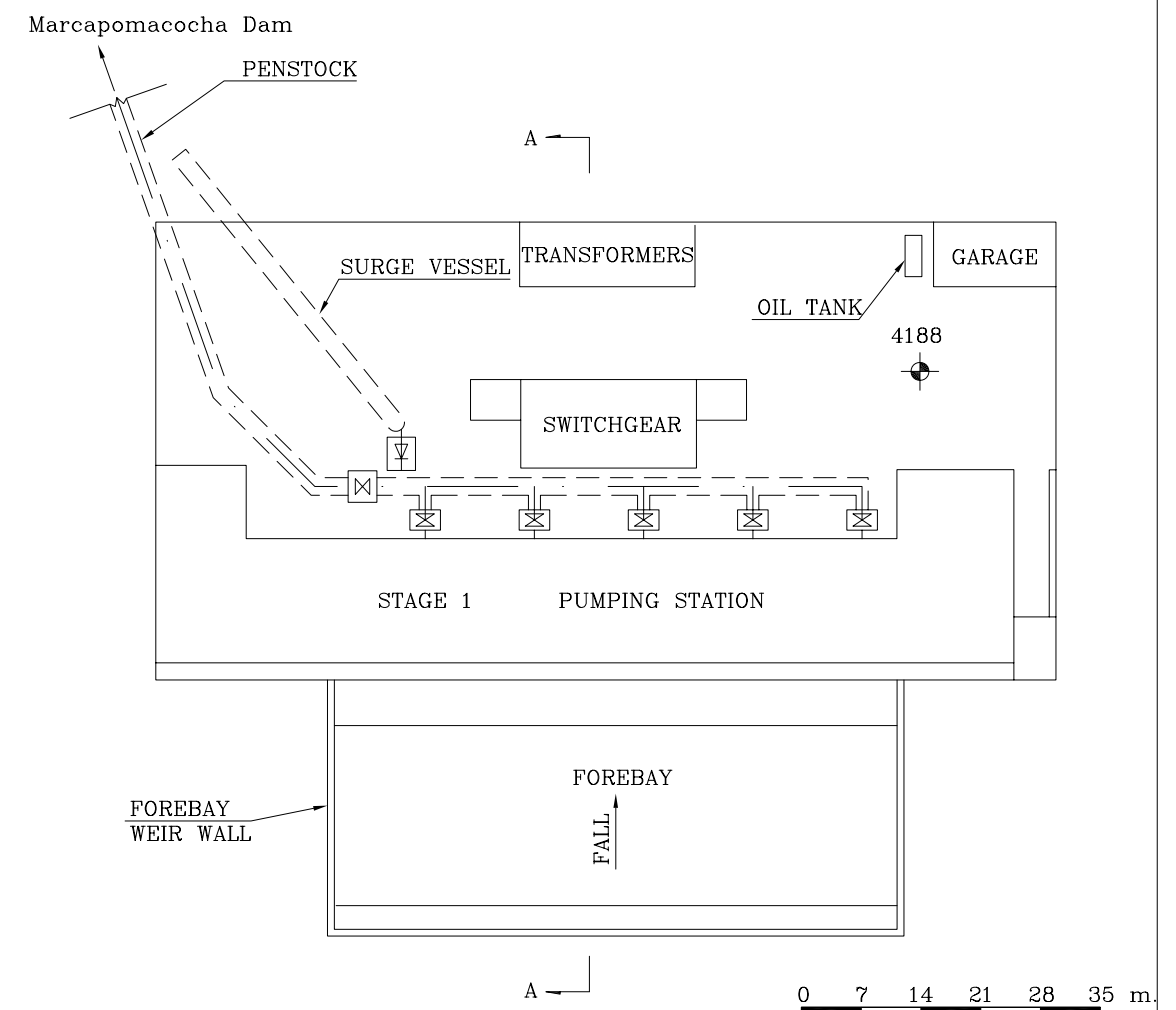 Marcapomacocha Dam
PENSTOCK
A
TRANSFORMERS
GARAGE
SURGE VESSEL
OIL TANK
4188
SWITCHGEAR
STAGE 1 PUMPING STATION
FOREBAY
FALL
FOREBAY
WEIR WALL
A
0 7 14 21 28 35 m.